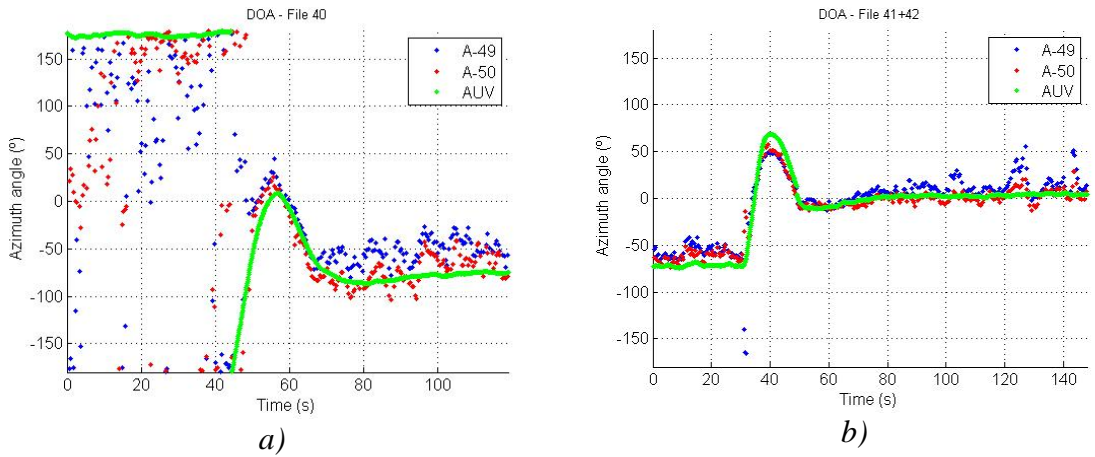 DOA - File 40
A-49
A-50
AUV
Azimuth angle (º)
150
100
50
0
-50
-100
-150
0 20 40 60 80 100
Time (s)
a)
DOA - File 41+42
A-49
A-50
AUV
Azimuth angle (º)
150
100
50
0
-50
-100
-150
0 20 40 60 80 100 120 140
Time (s)
b)